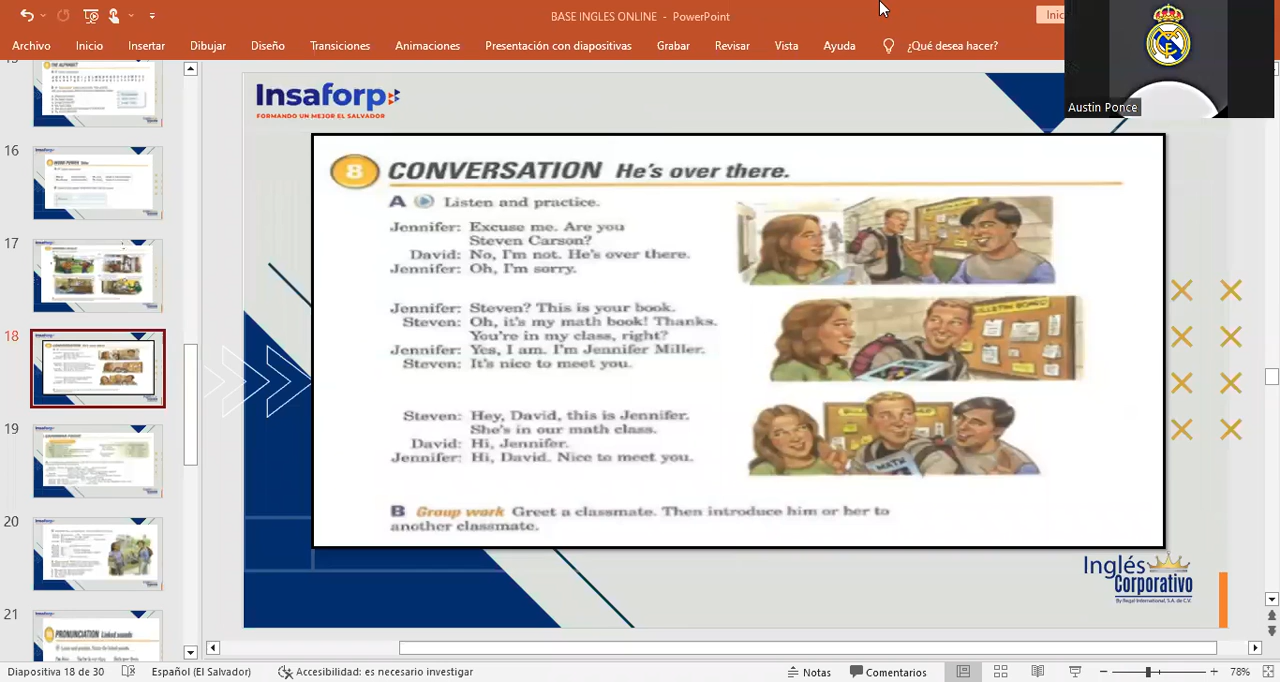 BASE INGLES ONLINE - PowerPoint
Inic
Archivo Inicio Insertar Dibujar Diseño Transiciones Animaciones Presentación con diapositivas Grabar Revisar Vista Ayuda ¿Qué desea hacer?
Austin Ponce
16
17
18
19
20
21
PRONUNCIATION Linked sounds
Insaforp
FORMANDO UN MEJOR EL SALVADOR
8 CONVERSATION He's over there.
A Listen and practice.
Jennifer: Excuse me. Are you
Steven Carson?
David: No, I'm not. He's over there.
Jennifer: Oh, I'm sorry.
Jennifer: Steven? This is your book.
Steven: Oh, it's my math book! Thanks.
You're in my class, right?
Jennifer: Yes, I am. I'm Jennifer Miller.
Steven: It's nice to meet you.
Steven: Hey, David, this is Jennifer.
She's in our math class.
David: Hi, Jennifer.
Jennifer: Hi, David. Nice to meet you.
MATH
B Group work Greet a classmate. Then introduce him or her to
another classmate.
Inglés
Corporativo
By Regal International, S.A. de C.V.
Diapositiva 18 de 30 Español (El Salvador) Accesibilidad: es necesario investigar Notas Comentarios 78%